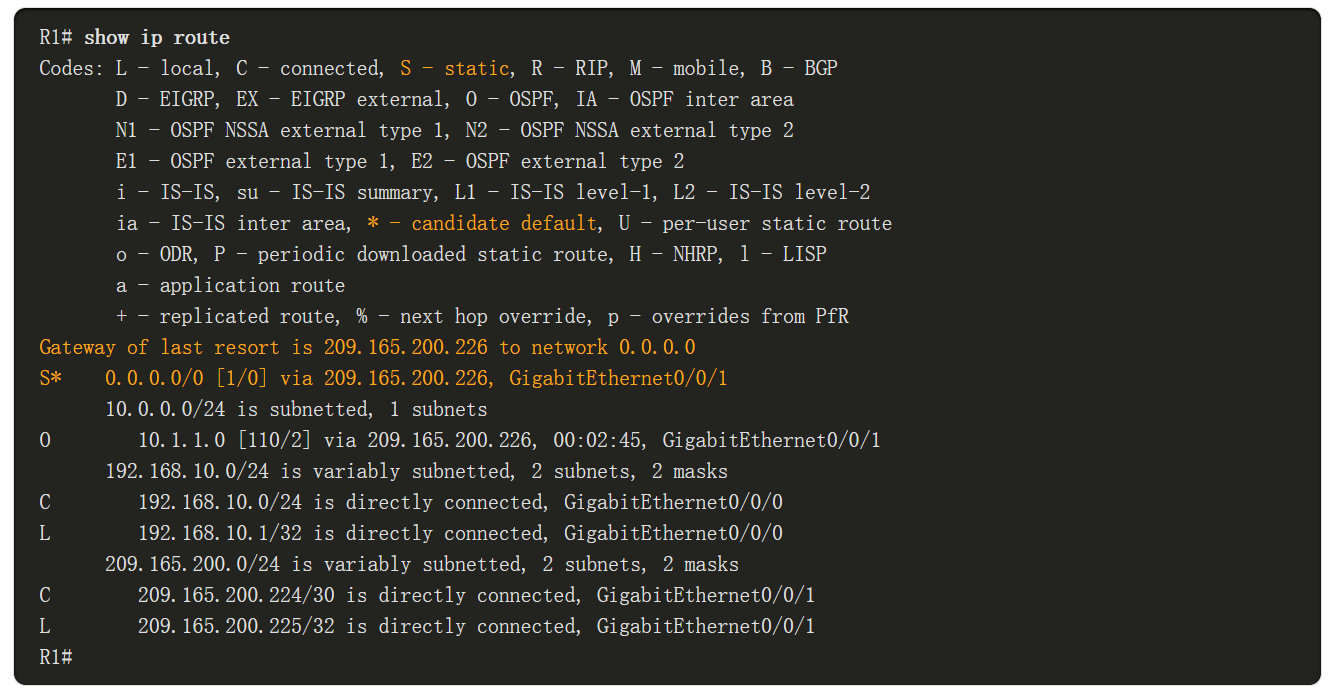 R1# show ip route
Codes: L - local, C - connected, S - static, R - RIP, M - mobile, B - BGP
D - EIGRP, EX - EIGRP external, O - OSPF, IA - OSPF inter area
N1 - OSPF NSSA external type 1, N2 - OSPF NSSA external type 2
E1 - OSPF external type 1, E2 - OSPF external type 2
i - IS-IS, su - IS-IS summary, L1 - IS-IS level-1, L2 - IS-IS level-2
ia - IS-IS inter area, * - candidate default, U - per-user static route
o - ODR, P - periodic downloaded static route, H - NHRP, l - LISP
a - application route
+ - replicated route, % - next hop override, p - overrides from PfR
Gateway of last resort is 209.165.200.226 to network 0.0.0.0
S* 0.0.0.0/0 [1/0] via 209.165.200.226, GigabitEthernet0/0/1
10.0.0.0/24 is subnetted, 1 subnets
O 10.1.1.0 [110/2] via 209.165.200.226, 00:02:45, GigabitEthernet0/0/1
192.168.10.0/24 is variably subnetted, 2 subnets, 2 masks
C 192.168.10.0/24 is directly connected, GigabitEthernet0/0/0
L 192.168.10.1/32 is directly connected, GigabitEthernet0/0/0
209.165.200.0/24 is variably subnetted, 2 subnets, 2 masks
C 209.165.200.224/30 is directly connected, GigabitEthernet0/0/1
L 209.165.200.225/32 is directly connected, GigabitEthernet0/0/1
R1#